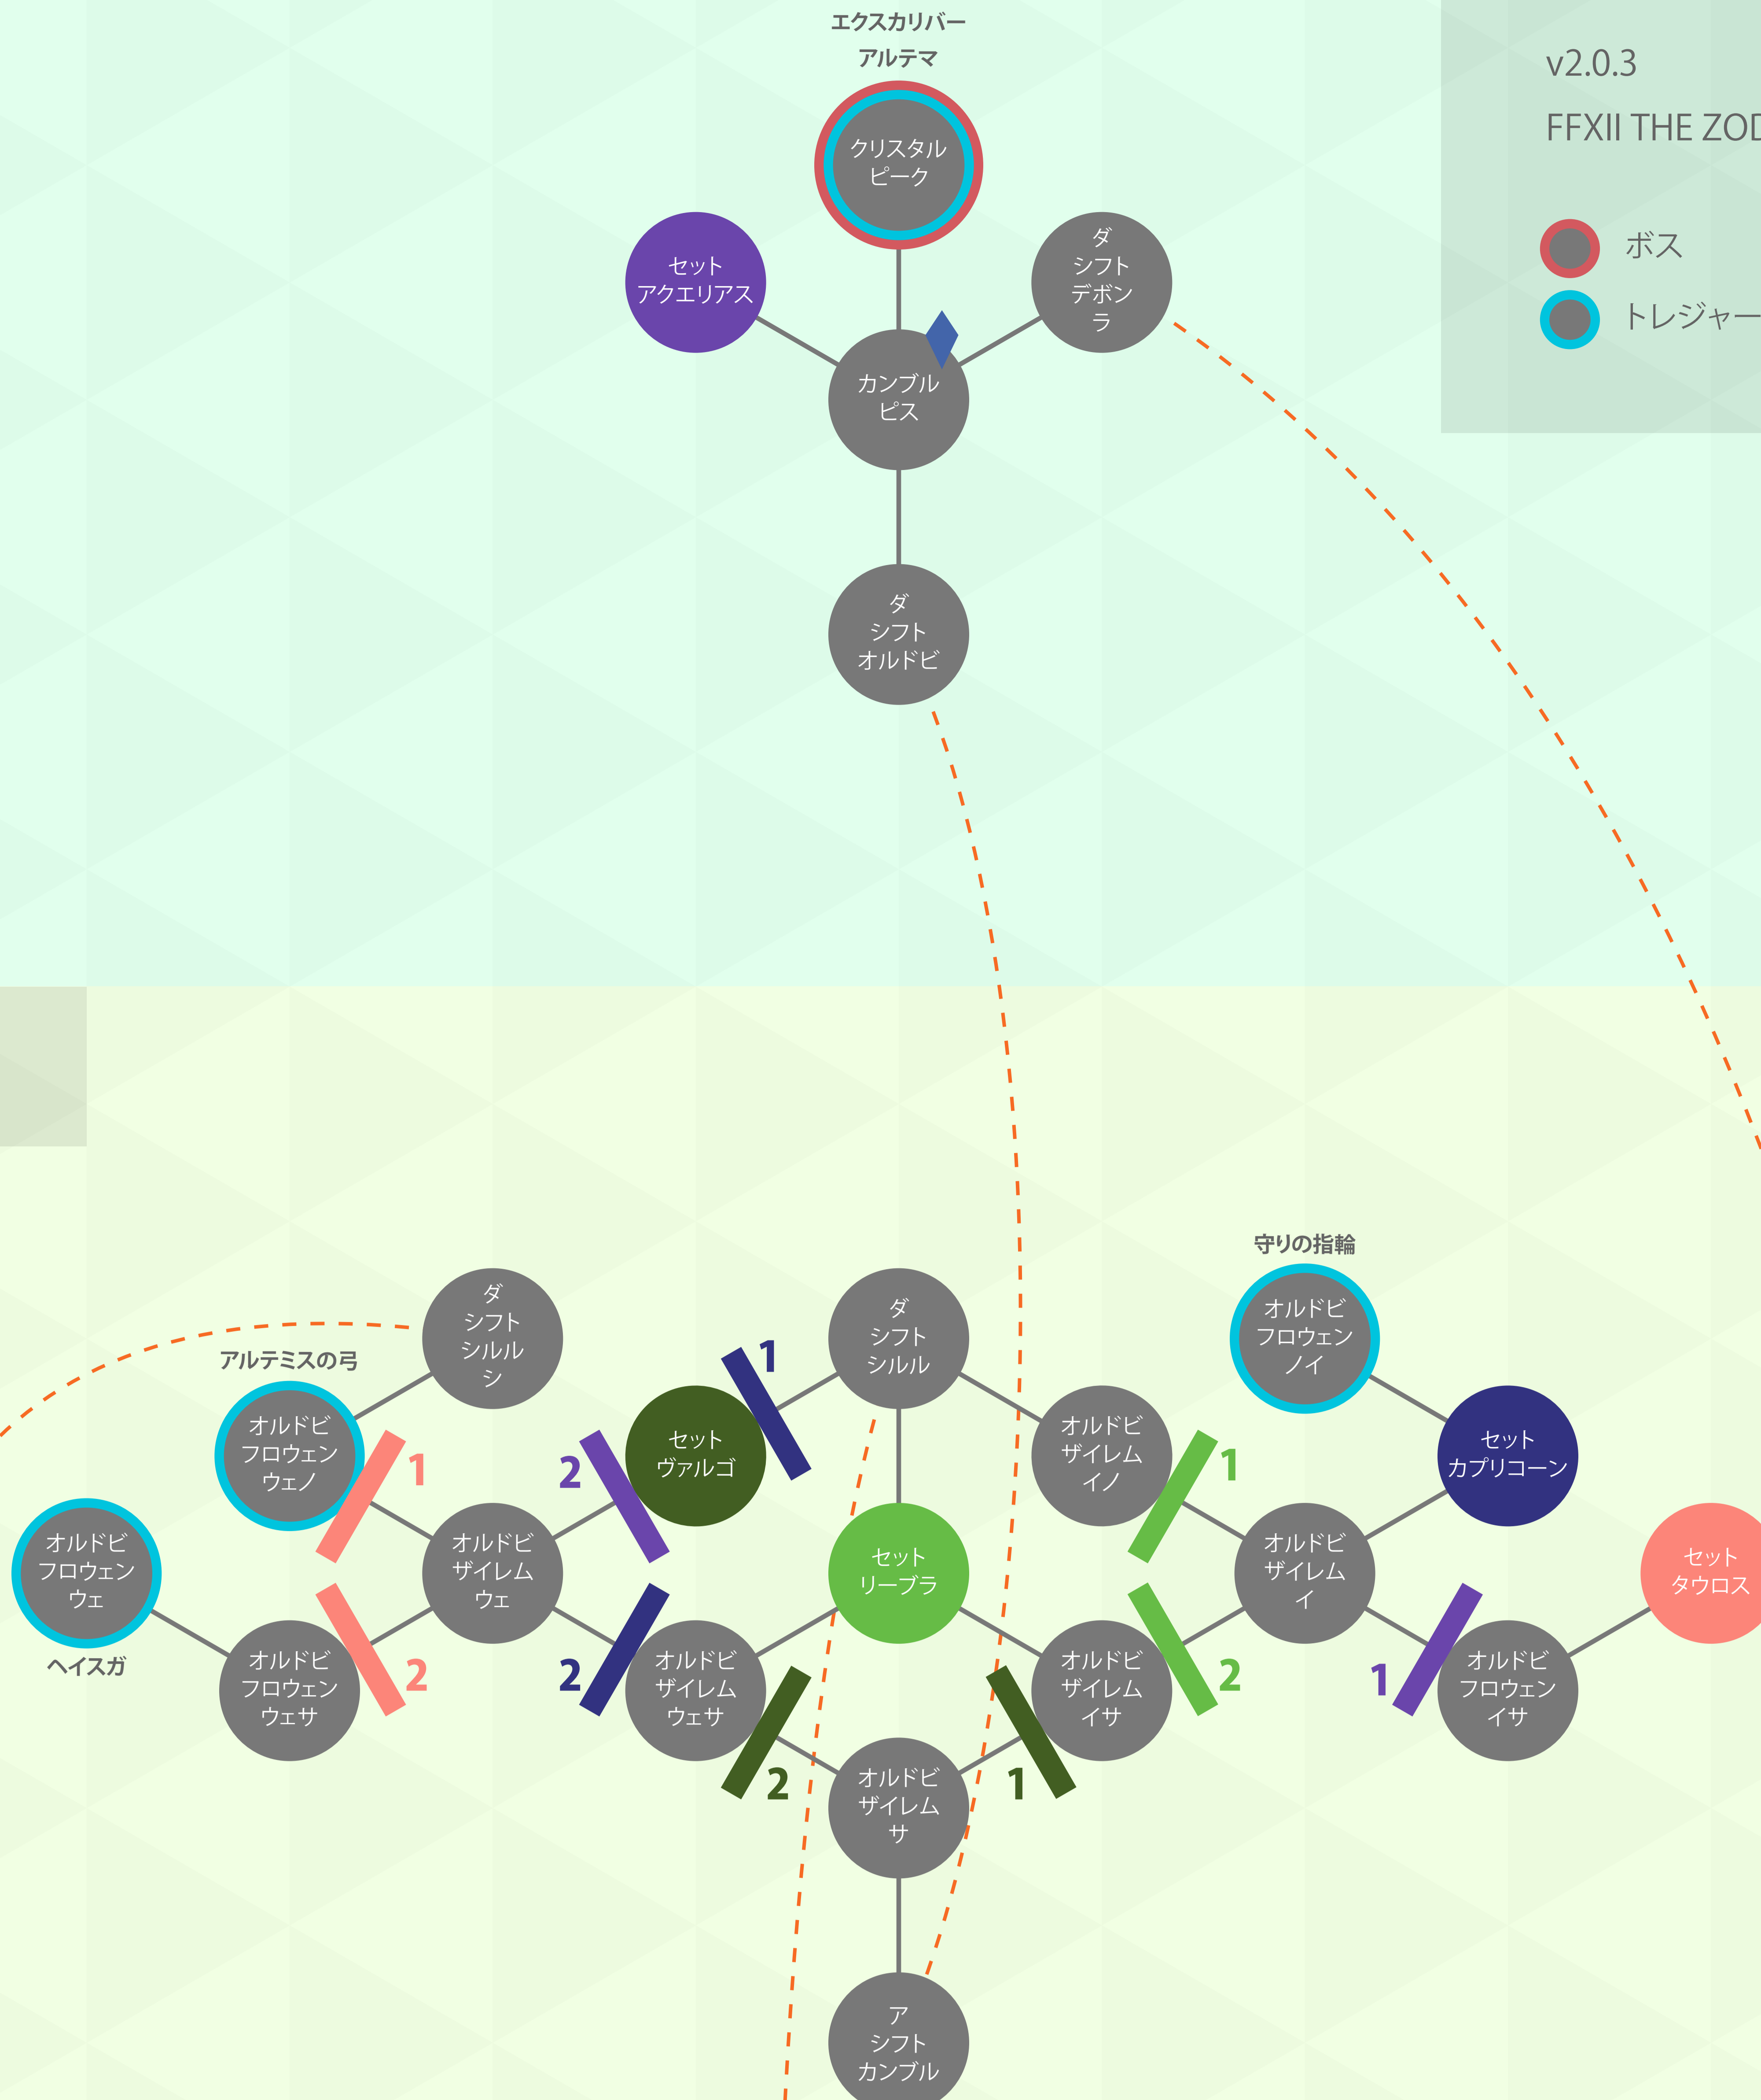 エクスカリバー
アルテマ
クリスタル
ピーク
v2.0.3
FFXII THE ZOD
ボス
トレジャー
セット
アクエリアス
ダ
シフト
デボン
ラ
カンブル
ピス
ダ
シフト
オルドビ
守りの指輪
ダ
シフト
シルル
シ
ダ
シフト
シルル
オルドビ
フロウェン
ノイ
アルテミスの弓
オルドビ
フロウェン
ウェノ
1
2
セット
ヴァルゴ
1
オルドビ
ザイレム
イノ
1
セット
カプリコーン
オルドビ
フロウェン
ウェ
ヘイスガ
オルドビ
ザイレム
ウェ
セット
リーブラ
オルドビ
ザイレム
イ
セット
タウロス
オルドビ
フロウェン
ウェサ
2
2
オルドビ
ザイレム
ウェサ
2
オルドビ
ザイレム
サ
1
オルドビ
ザイレム
イサ
2
1
オルドビ
フロウェン
イサ
ア
シフト
カンブル